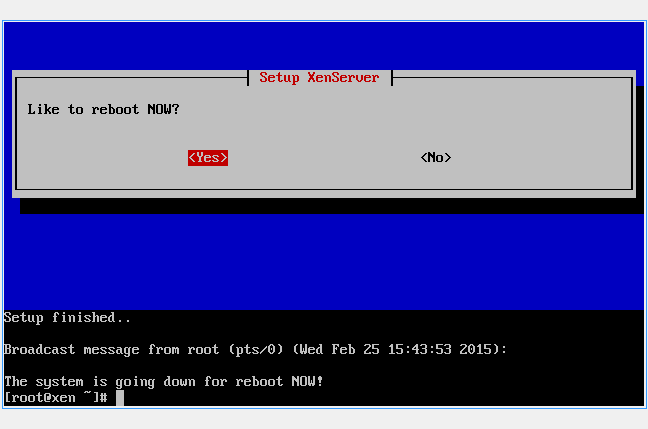 Setup XenServer
Like to reboot NOW?
<Yes> <No>
Setup finished..
Broadcast message from root (pts/0) (Wed Feb 25 15:43:53 2015):
The system is going down for reboot NOW!
[root@xen ~]#